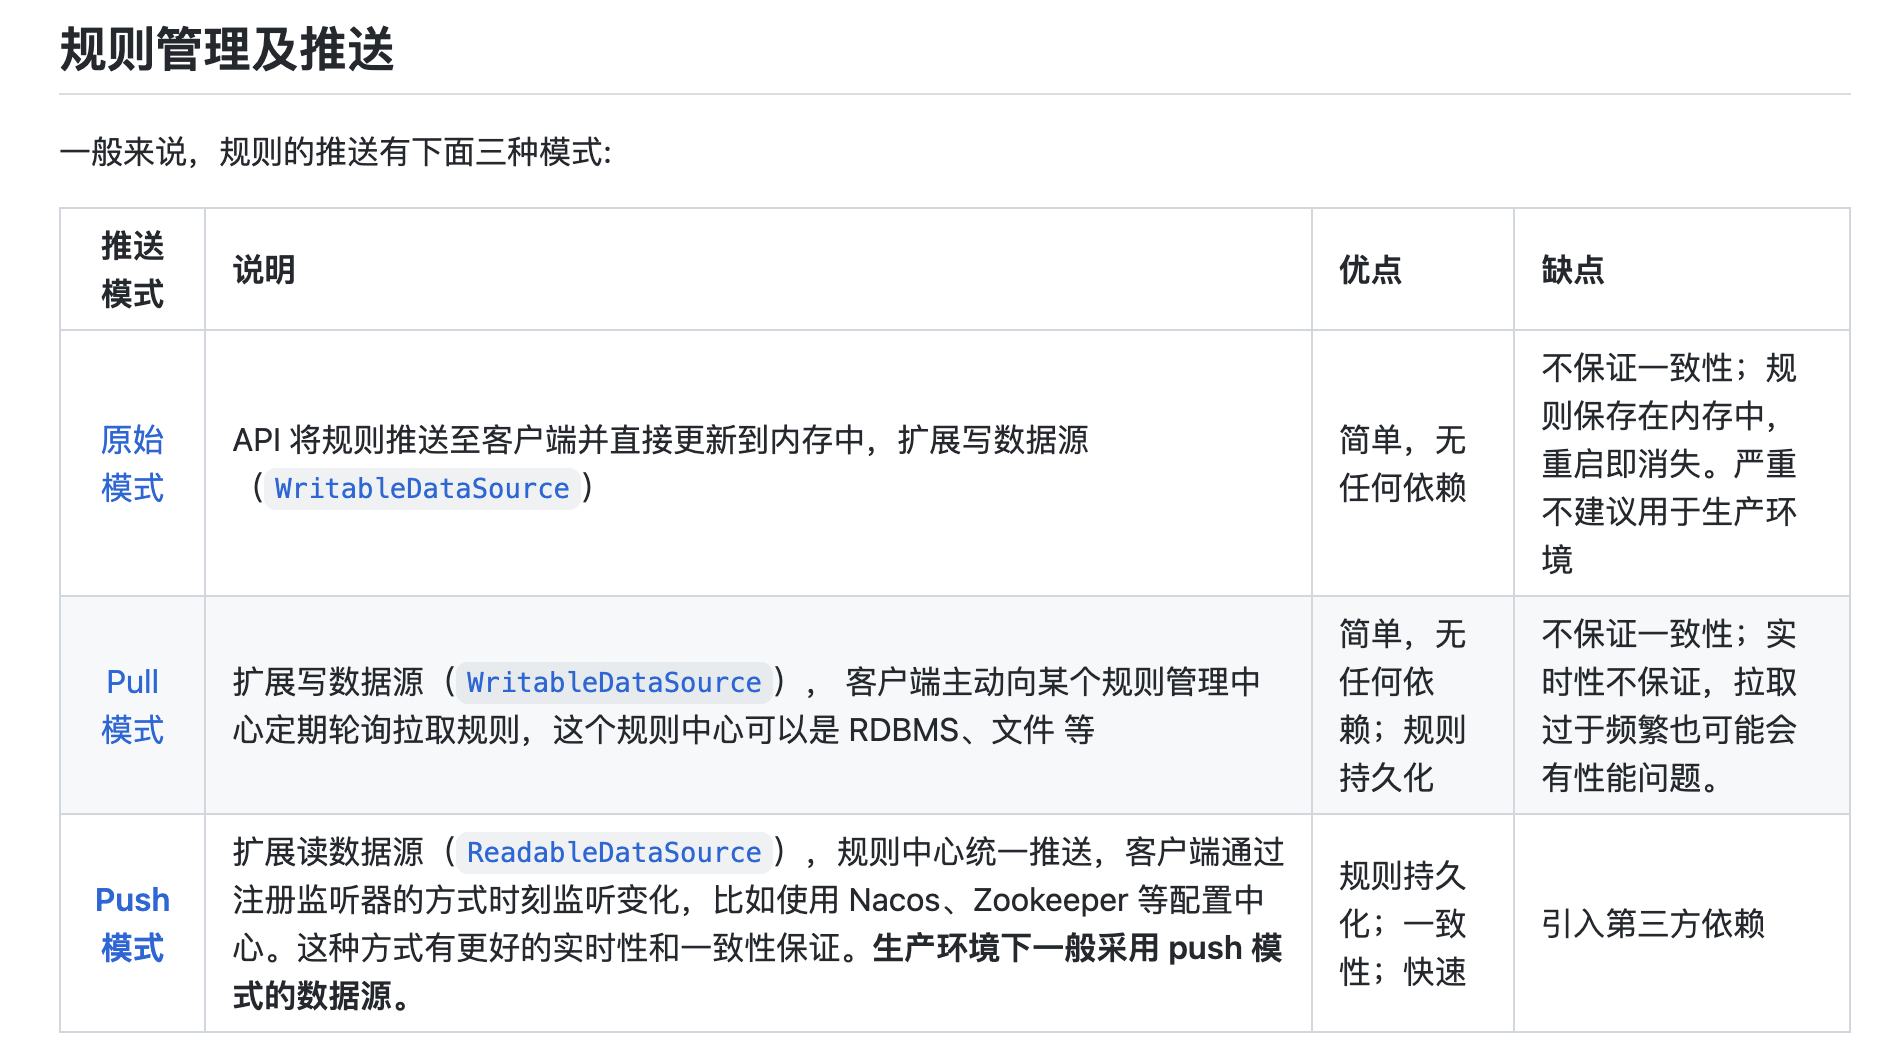 规则管理及推送
一般来说，规则的推送有下面三种模式:
推送
模式
说明
优点
缺点
原始
模式
API 将规则推送至客户端并直接更新到内存中，扩展写数据源
（WritableDataSource）
简单，无
任何依赖
不保证一致性；规
则保存在内存中，
重启即消失。严重
不建议用于生产环
境
Pull
模式
扩展写数据源（WritableDataSource）， 客户端主动向某个规则管理中
心定期轮询拉取规则，这个规则中心可以是 RDBMS、文件 等
简单，无
任何依
赖；规则
持久化
不保证一致性；实
时性不保证，拉取
过于频繁也可能会
有性能问题。
Push
模式
扩展读数据源（ReadableDataSource），规则中心统一推送，客户端通过
注册监听器的方式时刻监听变化，比如使用 Nacos、Zookeeper 等配置中
心。这种方式有更好的实时性和一致性保证。生产环境下一般采用 push 模
式的数据源。
规则持久
化；一致
性；快速
引入第三方依赖